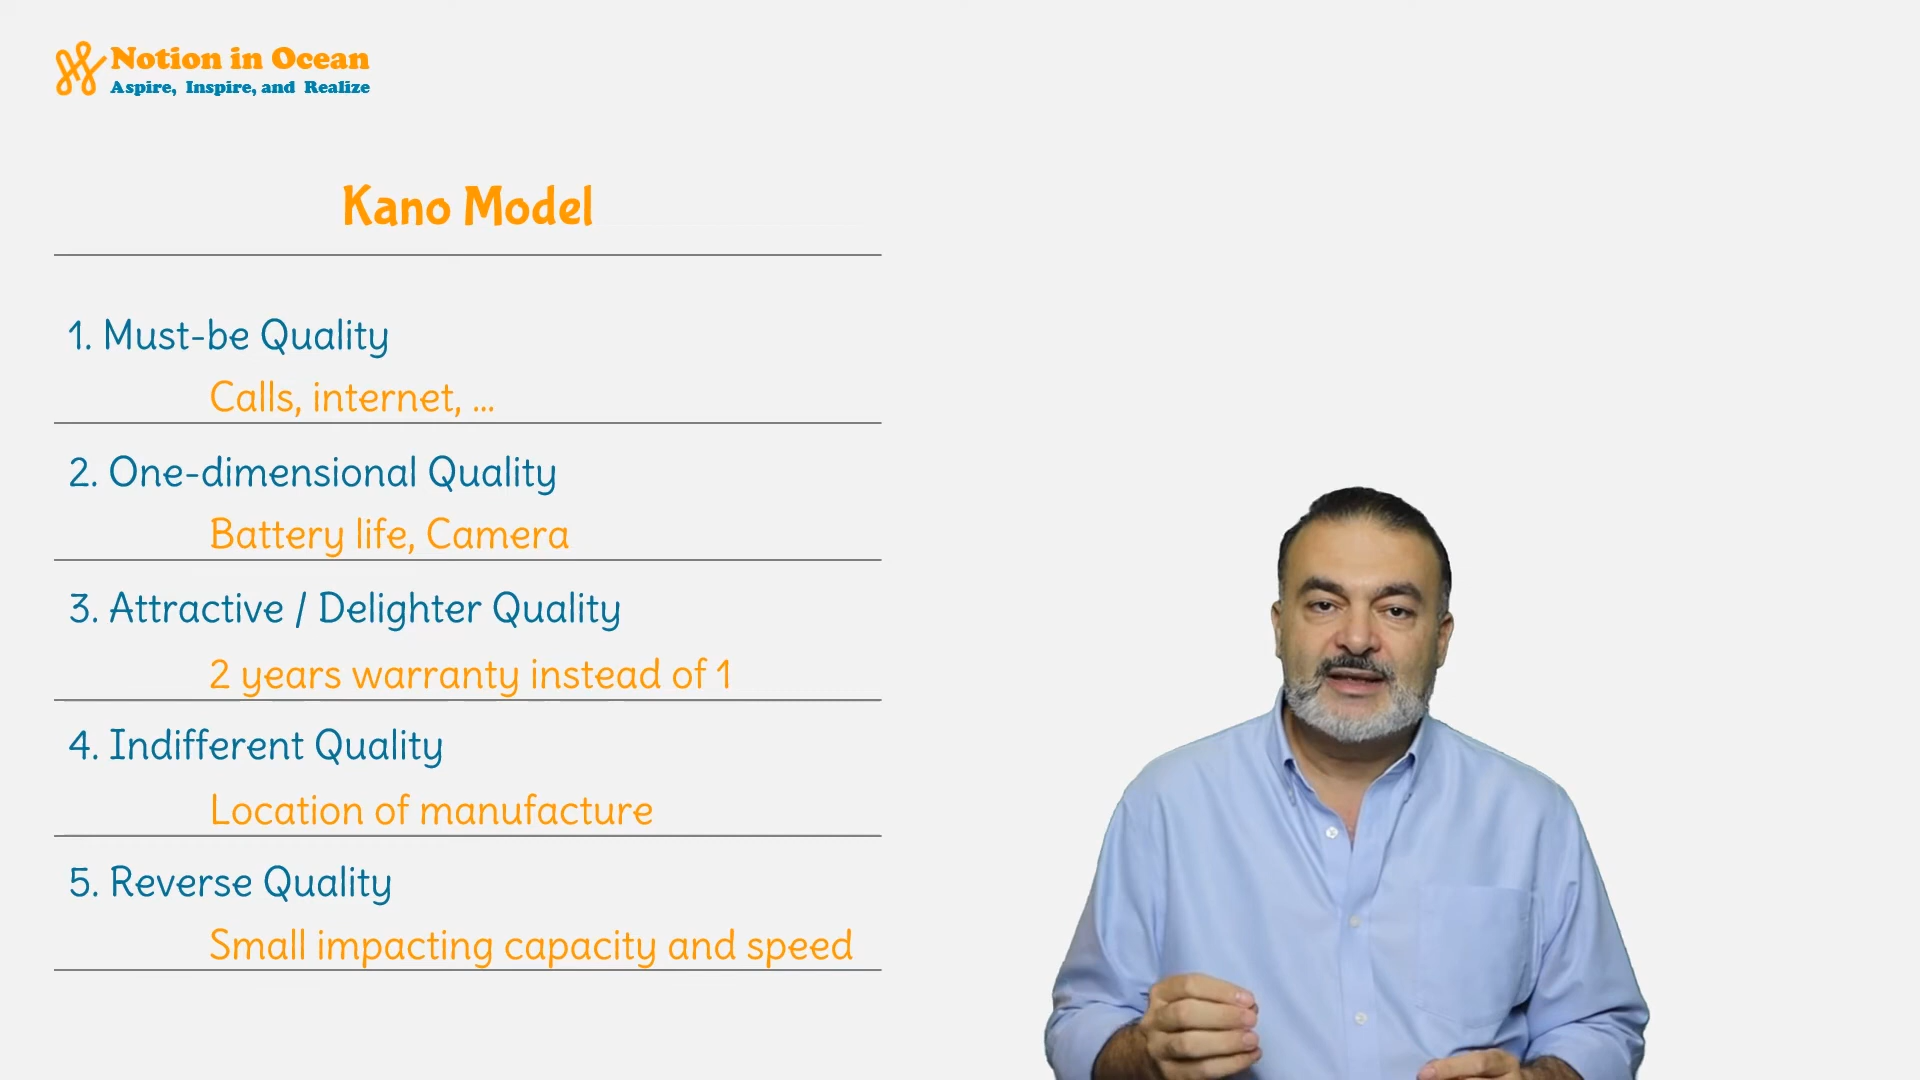 Notion in Ocean
Aspire, Inspire, and Realize
Kano Model
1. Must-be Quality
Calls, internet, ...
2. One-dimensional Quality
Battery life, Camera
3. Attractive / Delighter Quality
2 years warranty instead of 1
4. Indifferent Quality
Location of manufacture
5. Reverse Quality
Small impacting capacity and speed